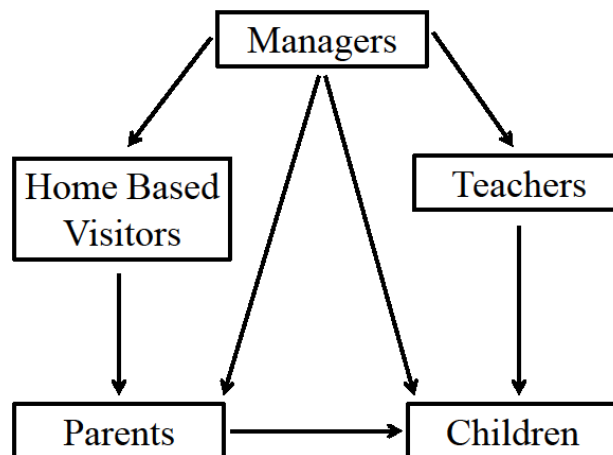 Managers
Home Based
Visitors
Teachers
Parents
Children